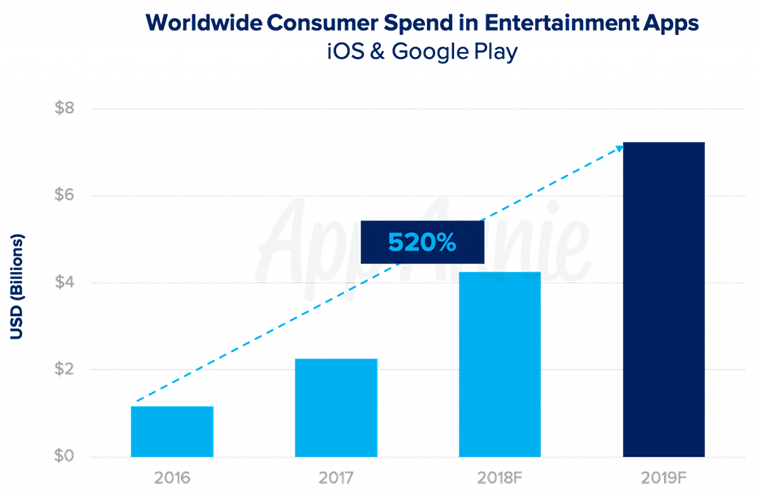 Worldwide Consumer Spend in Entertainment Apps
iOS & Google Play
USD (Billions)
$8
$6
$4
$2
$0
App Annie
520%
2016
2017
2018F
2019F